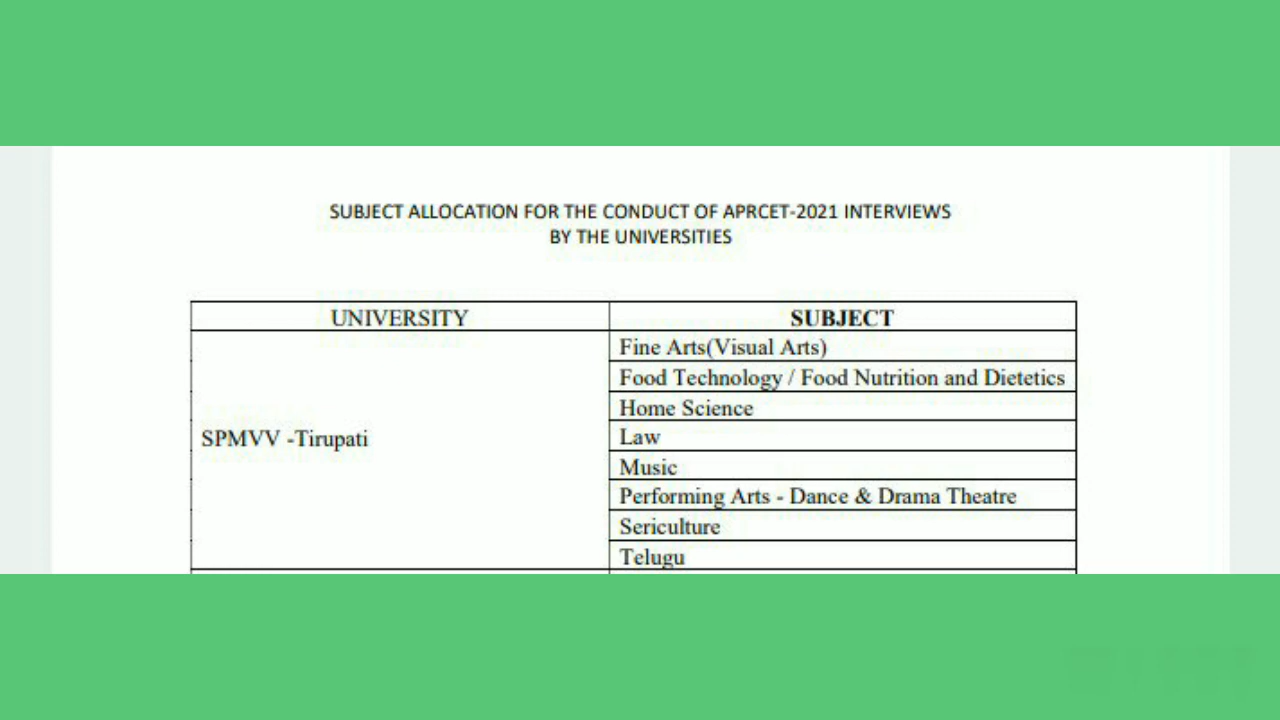 SUBJECT ALLOCATION FOR THE CONDUCT OF APRCET-2021 INTERVIEWS
BY THE UNIVERSITIES
UNIVERSITY SUBJECT
SPMVV -Tirupati
Fine Arts(Visual Arts)
Food Technology / Food Nutrition and Dietetics
Home Science
Law
Music
Performing Arts - Dance & Drama Theatre
Sericulture
Telugu